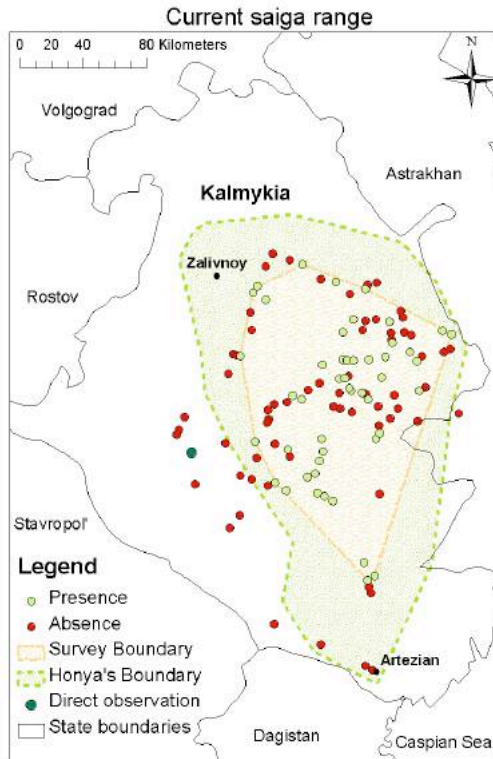 Current saiga range
0 20 40 80 Kilometers
N
Volgograd
Astrakhan
Kalmykia
Zalivnoy
Rostov
Stavropol'
Legend
Presence
Absence
Survey Boundary
Honya's Boundary
Direct observation
State boundaries
Artezian
Dagistan
Caspian Sea